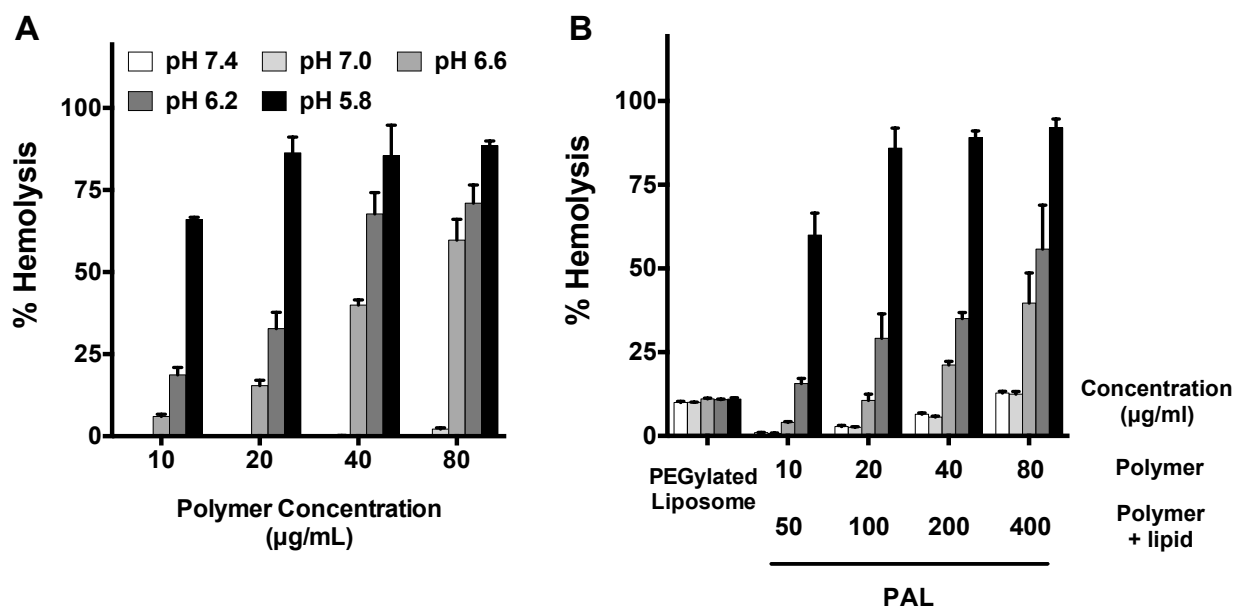 A
pH 7.4 pH 7.0 pH 6.6
pH 6.2 pH 5.8
% Hemolysis
100
75
50
25
0
10 20 40 80
Polymer Concentration
(µg/mL)
B
% Hemolysis
100
75
50
25
0
Concentration
(µg/ml)
PEGylated
Liposome
10 20 40 80 Polymer
50 100 200 400 Polymer
+ lipid
PAL